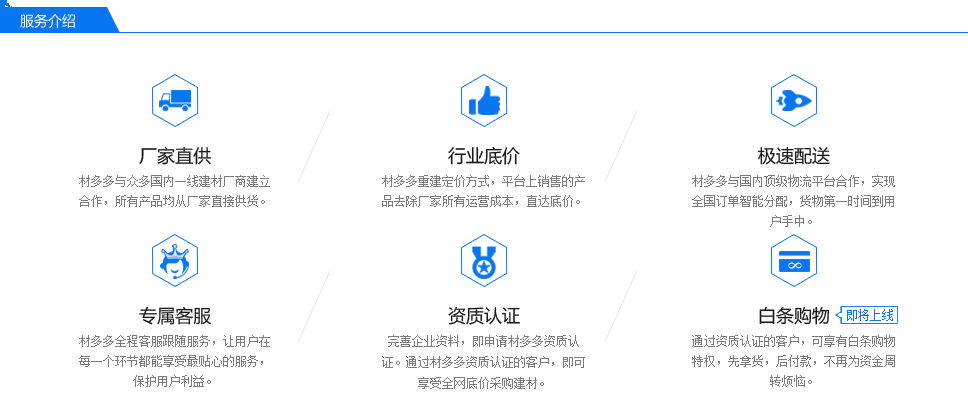 服务介绍
厂家直供
材多多与众多国内一线建材厂商建立
合作，所有产品均从厂家直接供货。
行业底价
材多多重建定价方式，平台上销售的产
品去除厂家所有运营成本，直达底价。
极速配送
材多多与国内顶级物流平台合作，实现
全国订单智能分配，货物第一时间到用
户手中。
专属客服
材多多全程客服跟随服务，让用户在
每一个环节都能享受最贴心的服务，
保护用户利益。
资质认证
完善企业资料，即申请材多多资质认
证。通过材多多资质认证的客户，即可
享受全网底价采购建材。
白条购物 即将上线
通过资质认证的客户，可享有白条购物
特权，先拿货，后付款，不再为资金周
转烦恼。